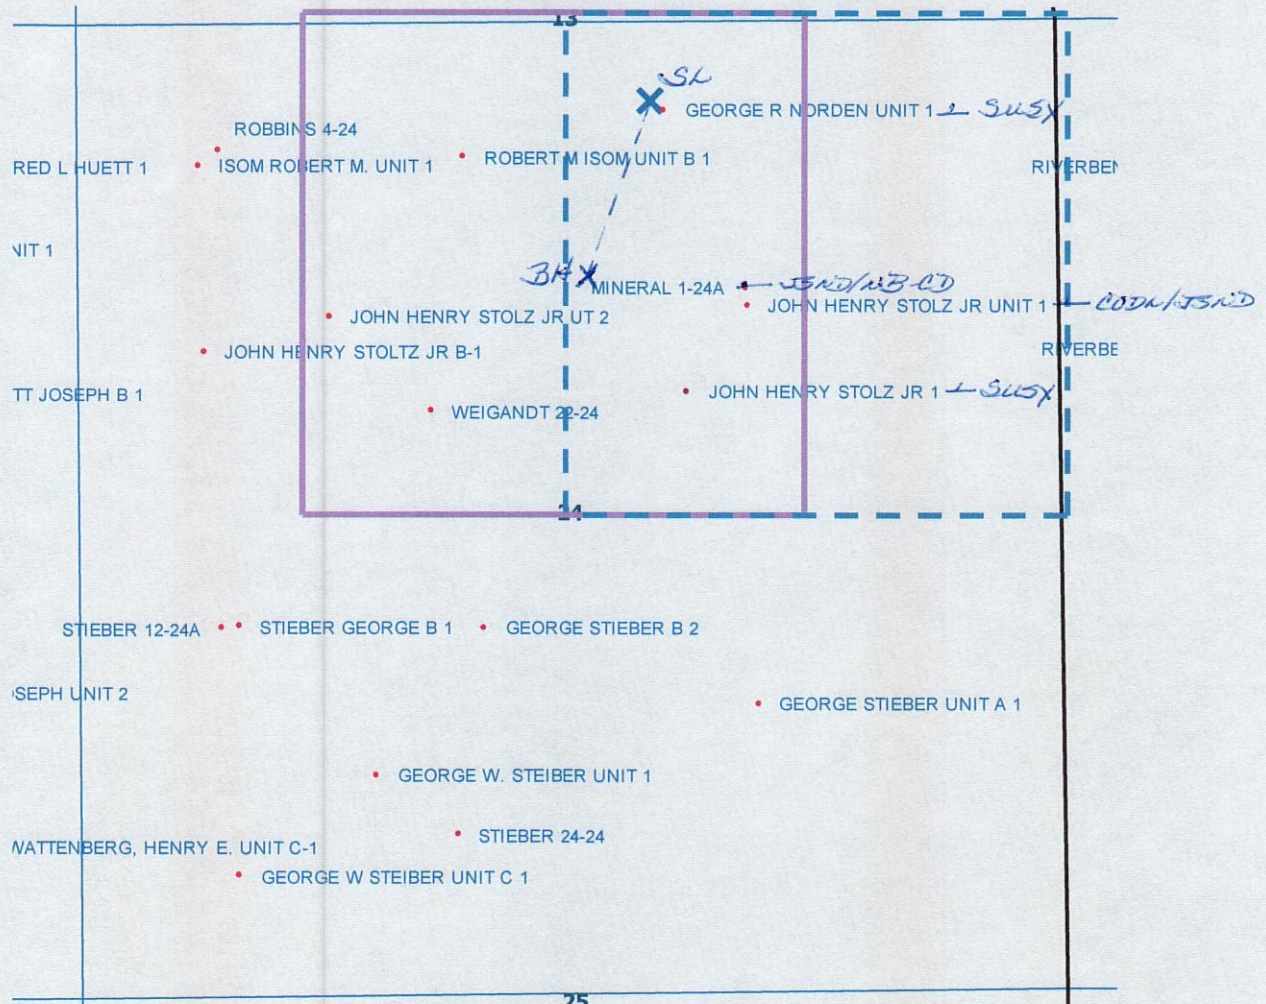 13
SL
GEORGE R NORDEN UNIT 1 — SUSX
ROBBINS 4-24
RED L HUETT 1
ISOM ROBERT M. UNIT 1
ROBERT M ISOM UNIT B 1
RIVERBEN
NIT 1
BH
MINERAL 1-24A — JSND/NB-CD
JOHN HENRY STOLZ JR UNIT 1 — CODL/JSND
JOHN HENRY STOLZ JR UT 2
JOHN HENRY STOLTZ JR B-1
RIVERBE
TT JOSEPH B 1
JOHN HENRY STOLZ JR 1 — SUSX
WEIGANDT 22-24
24
STIEBER 12-24A
STIEBER GEORGE B 1
GEORGE STIEBER B 2
SEPH UNIT 2
GEORGE STIEBER UNIT A 1
GEORGE W. STEIBER UNIT 1
STIEBER 24-24
WATTENBERG, HENRY E. UNIT C-1
GEORGE W STEIBER UNIT C 1
25